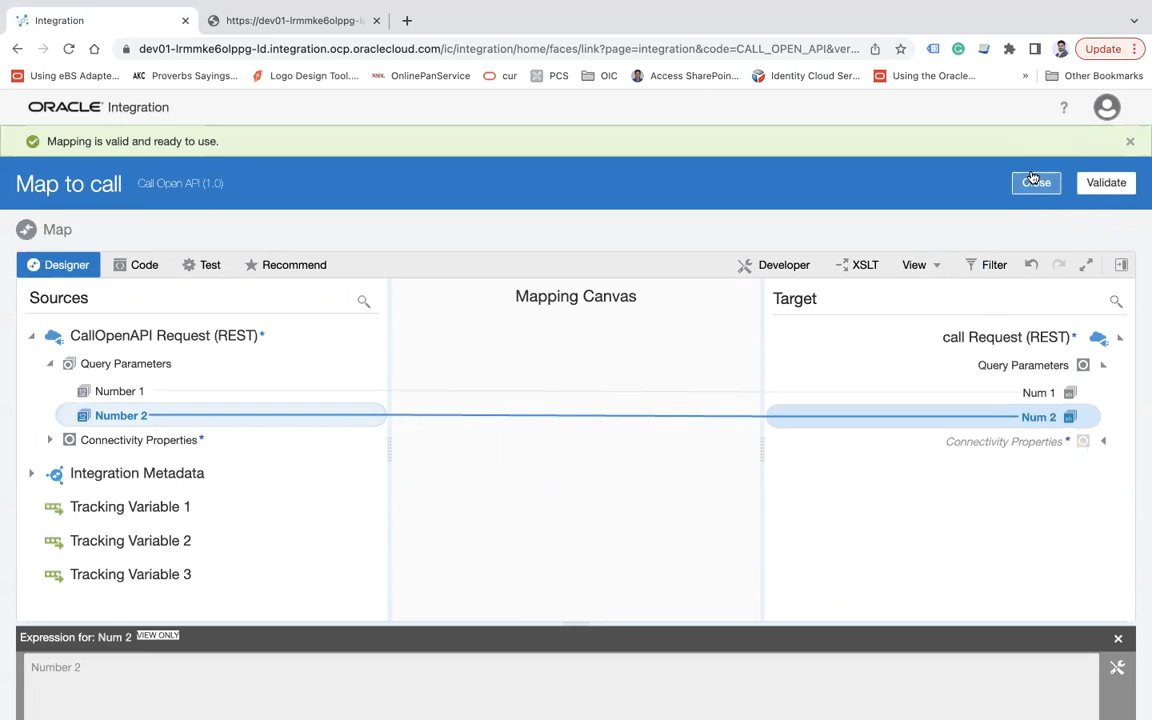 Integration
https://dev01-lrmmke6olppg-l
dev01-lrmmke6olppg-ld.integration.ocp.oraclecloud.com/ic/integration/home/faces/link?page=integration&code=CALL_OPEN_API&ver...
Update
Using eBS Adapte...
AKC Proverbs Sayings...
Logo Design Tool....
OnlinePanService
cur
PCS
OIC
Access SharePoin...
Identity Cloud Ser...
Using the Oracle...
»
Other Bookmarks
ORACLE Integration
?
Mapping is valid and ready to use.
Map to call
Call Open API (1.0)
Close
Validate
Map
Designer
Code
Test
Recommend
Developer
XSLT
View
Filter
Sources
Mapping Canvas
Target
CallOpenAPI Request (REST)*
call Request (REST)*
Query Parameters
Query Parameters
Number 1
Num 1
Number 2
Num 2
Connectivity Properties*
Connectivity Properties *
Integration Metadata
Tracking Variable 1
Tracking Variable 2
Tracking Variable 3
Expression for: Num 2 VIEW ONLY
Number 2